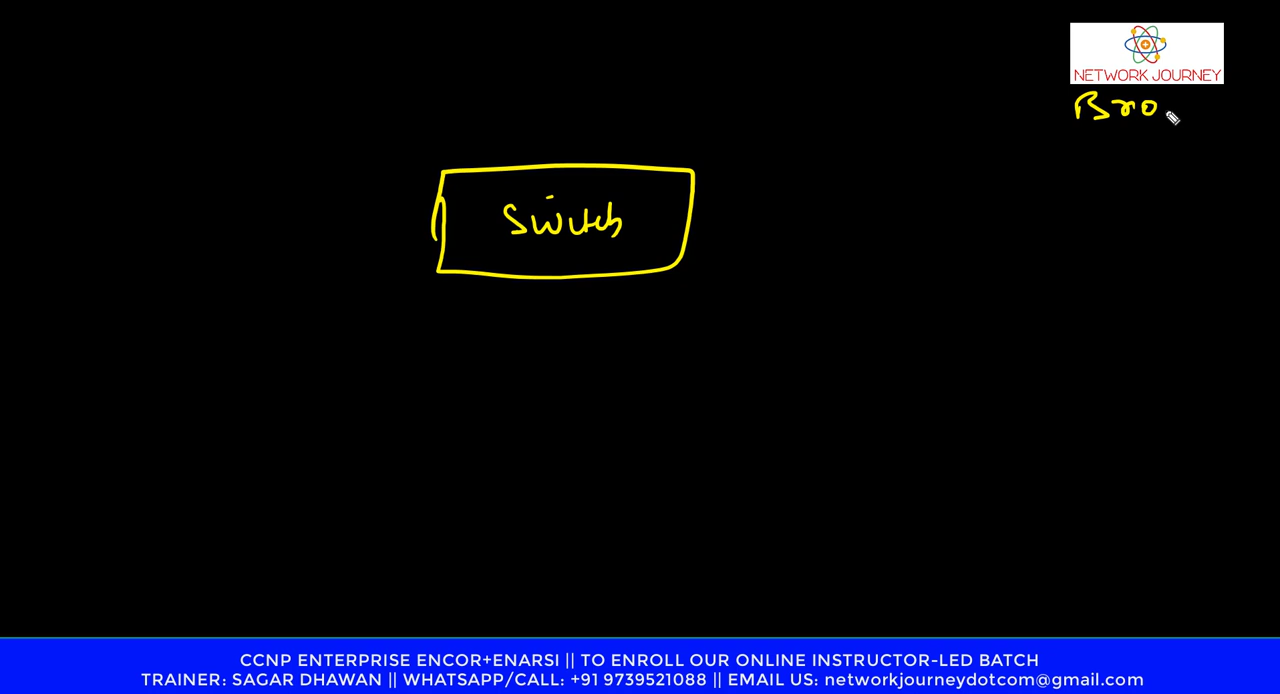 NETWORK JOURNEY
Bro
Switch
CCNP ENTERPRISE ENCOR+ENARSI || TO ENROLL OUR ONLINE INSTRUCTOR-LED BATCH
TRAINER: SAGAR DHAWAN || WHATSAPP/CALL: +91 9739521088 || EMAIL US: networkjourneydotcom@gmail.com